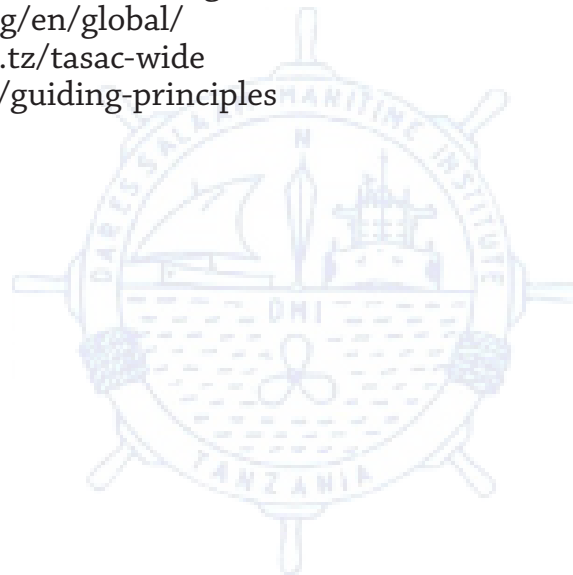 g/en/global/
.tz/tasac-wide
/guiding-principles
DAR ES SALAAM MARITIME INSTITUTE
N
DMI
TANZANIA